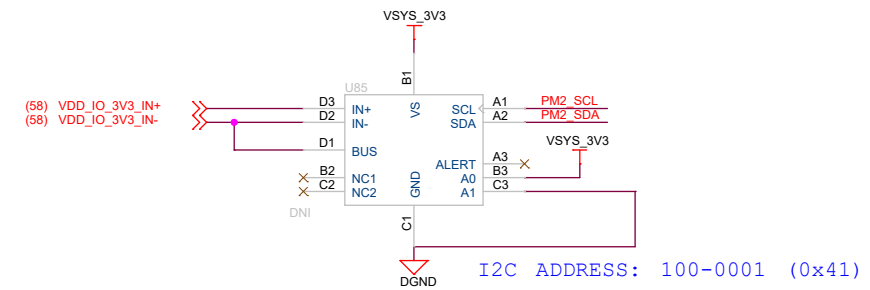 VSYS_3V3
B1
U85
(58) VDD_IO_3V3_IN+
D3
IN+
VS
SCL
A1
PM2_SCL
(58) VDD_IO_3V3_IN-
D2
IN-
SDA
A2
PM2_SDA
VSYS_3V3
D1
BUS
ALERT
A3
B2
NC1
GND
A0
B3
C2
NC2
A1
C3
DNI
C1
DGND
I2C ADDRESS: 100-0001 (0x41)